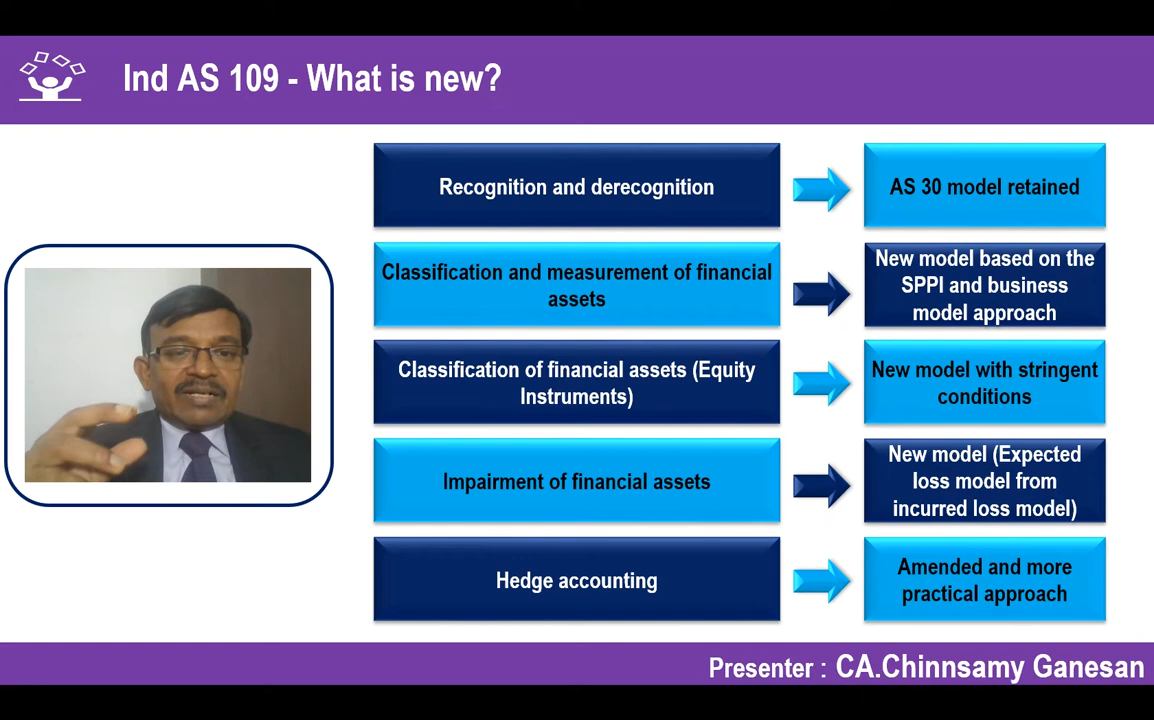 Ind AS 109 - What is new?
Recognition and derecognition
AS 30 model retained
Classification and measurement of financial
assets
New model based on the
SPPI and business
model approach
Classification of financial assets (Equity
Instruments)
New model with stringent
conditions
Impairment of financial assets
New model (Expected
loss model from
incurred loss model)
Hedge accounting
Amended and more
practical approach
Presenter : CA.Chinnsamy Ganesan